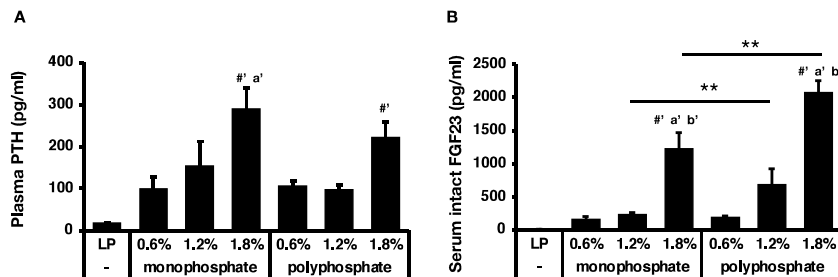 A
Plasma PTH (pg/ml)
400
300
200
100
0
#' a'
#'
LP 0.6% 1.2% 1.8% 0.6% 1.2% 1.8%
- monophosphate polyphosphate
B
Serum intact FGF23 (pg/ml)
2500
2000
1500
1000
500
0
**
**
#' a' b'
#' a' b
LP 0.6% 1.2% 1.8% 0.6% 1.2% 1.8%
- monophosphate polyphosphate